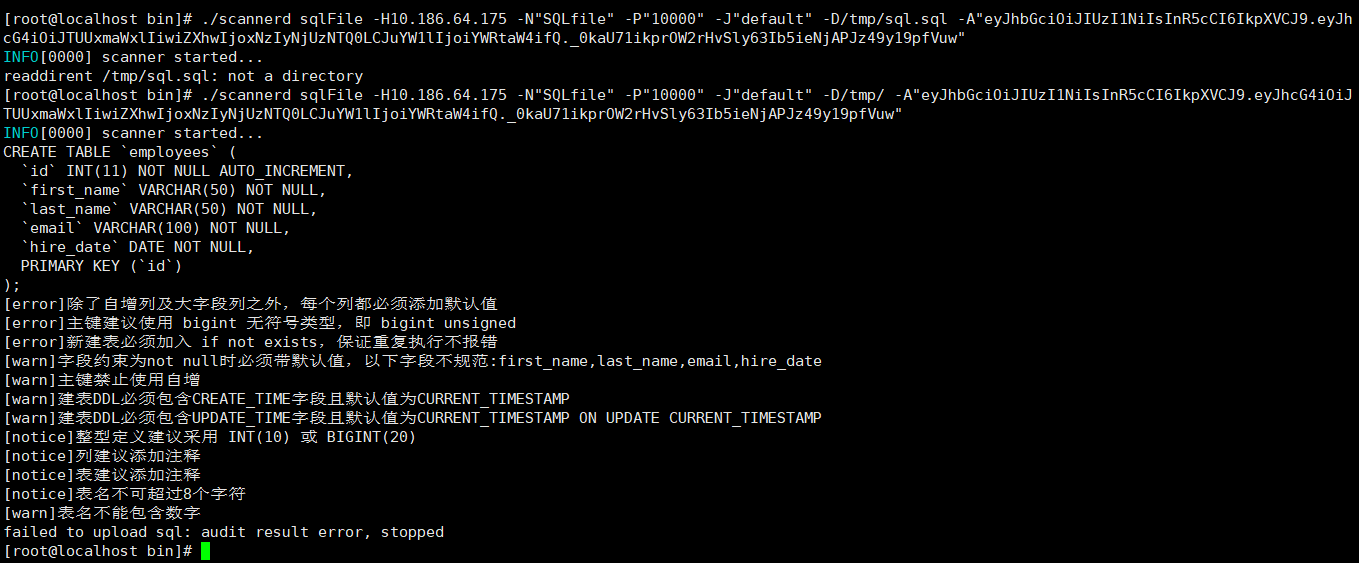 [root@localhost bin]# ./scannerd sqlFile -H10.186.64.175 -N"SQLfile" -P"10000" -J"default" -D/tmp/sql.sql -A"eyJhbGciOiJIUzI1NiIsInR5cCI6IkpXVCJ9.eyJh
cG4iOiJTUUxmaWxlIiwiZXhwIjoxNzIyNjUzNTQ0LCJuYW1lIjoiYWRtaW4ifQ._0kaU71ikprOW2rHvSly63Ib5ieNjAPJz49y19pfVuw"
INFO[0000] scanner started...
readdirent /tmp/sql.sql: not a directory
[root@localhost bin]# ./scannerd sqlFile -H10.186.64.175 -N"SQLfile" -P"10000" -J"default" -D/tmp/ -A"eyJhbGciOiJIUzI1NiIsInR5cCI6IkpXVCJ9.eyJhcG4iOiJ
TUUxmaWxlIiwiZXhwIjoxNzIyNjUzNTQ0LCJuYW1lIjoiYWRtaW4ifQ._0kaU71ikprOW2rHvSly63Ib5ieNjAPJz49y19pfVuw"
INFO[0000] scanner started...
CREATE TABLE `employees` (
  `id` INT(11) NOT NULL AUTO_INCREMENT,
  `first_name` VARCHAR(50) NOT NULL,
  `last_name` VARCHAR(50) NOT NULL,
  `email` VARCHAR(100) NOT NULL,
  `hire_date` DATE NOT NULL,
  PRIMARY KEY (`id`)
);
[error]除了自增列及大字段列之外，每个列都必须添加默认值
[error]主键建议使用 bigint 无符号类型，即 bigint unsigned
[error]新建表必须加入 if not exists，保证重复执行不报错
[warn]字段约束为not null时必须带默认值，以下字段不规范:first_name,last_name,email,hire_date
[warn]主键禁止使用自增
[warn]建表DDL必须包含CREATE_TIME字段且默认值为CURRENT_TIMESTAMP
[warn]建表DDL必须包含UPDATE_TIME字段且默认值为CURRENT_TIMESTAMP ON UPDATE CURRENT_TIMESTAMP
[notice]整型定义建议采用 INT(10) 或 BIGINT(20)
[notice]列建议添加注释
[notice]表建议添加注释
[notice]表名不可超过8个字符
[warn]表名不能包含数字
failed to upload sql: audit result error, stopped
[root@localhost bin]#